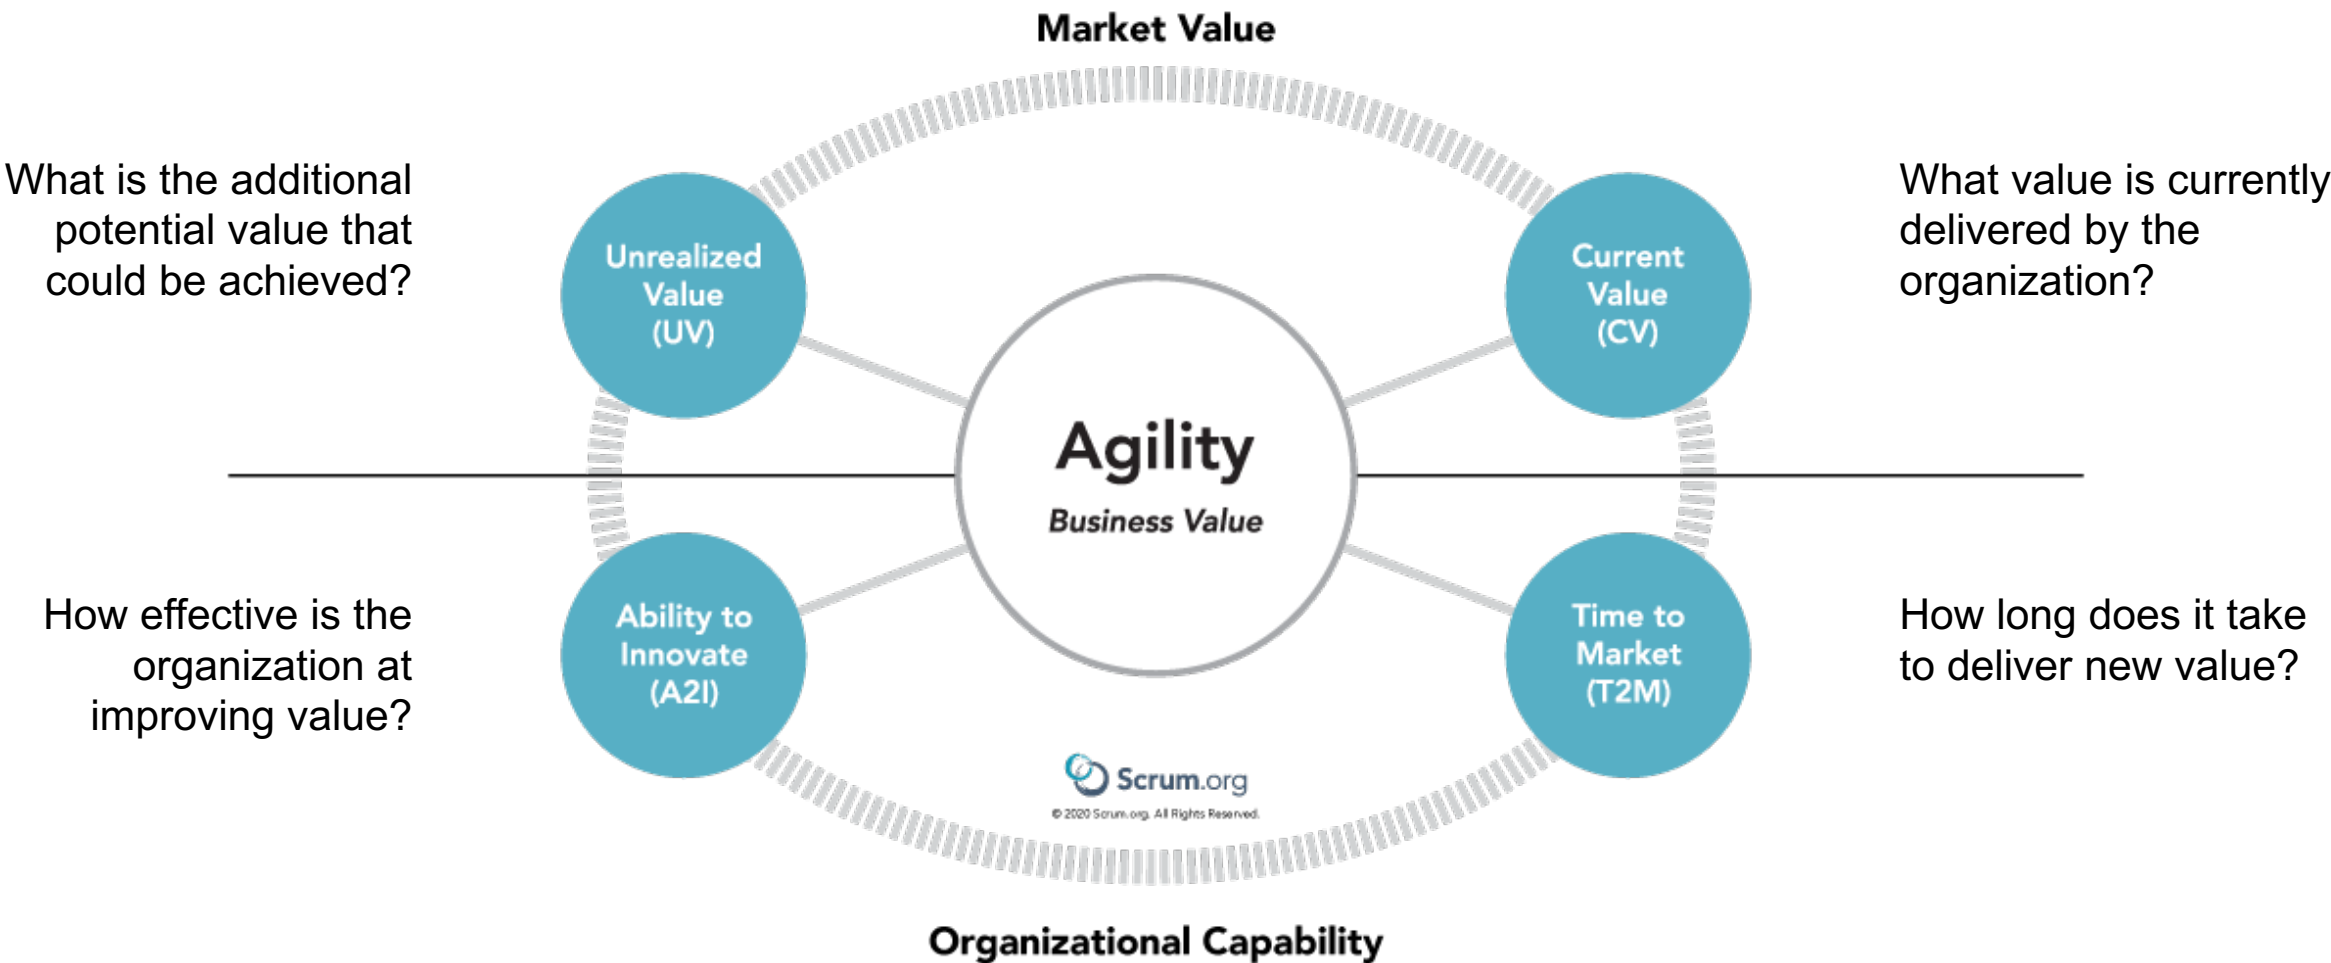 Market Value
What is the additional
potential value that
could be achieved?
Unrealized
Value
(UV)
Current
Value
(CV)
What value is currently
delivered by the
organization?
Agility
Business Value
How effective is the
organization at
improving value?
Ability to
Innovate
(A2I)
Time to
Market
(T2M)
How long does it take
to deliver new value?
Scrum.org
© 2020 Scrum.org. All Rights Reserved.
Organizational Capability